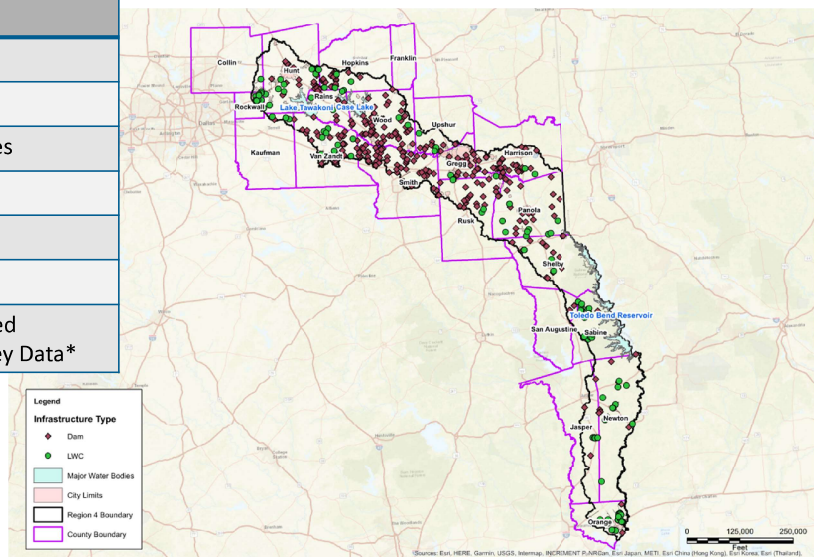 es
ed
ey Data*
Collin
Hunt
Hopkins
Franklin
Rains
Rockwall
Lake Tawakoni
Case Lake
Wood
Upshur
Kaufman
Van Zandt
Smith
Gregg
Harrison
Rusk
Panola
Shelby
Toledo Bend Reservoir
San Augustine
Sabine
Jasper
Newton
Orange
Legend
Infrastructure Type
Dam
LWC
Major Water Bodies
City Limits
Region 4 Boundary
County Boundary
0 125,000 250,000
Feet
Sources: Esri, HERE, Garmin, USGS, Intermap, INCREMENT P, NRCan, Esri Japan, METI, Esri China (Hong Kong), Esri Korea, Esri (Thailand),